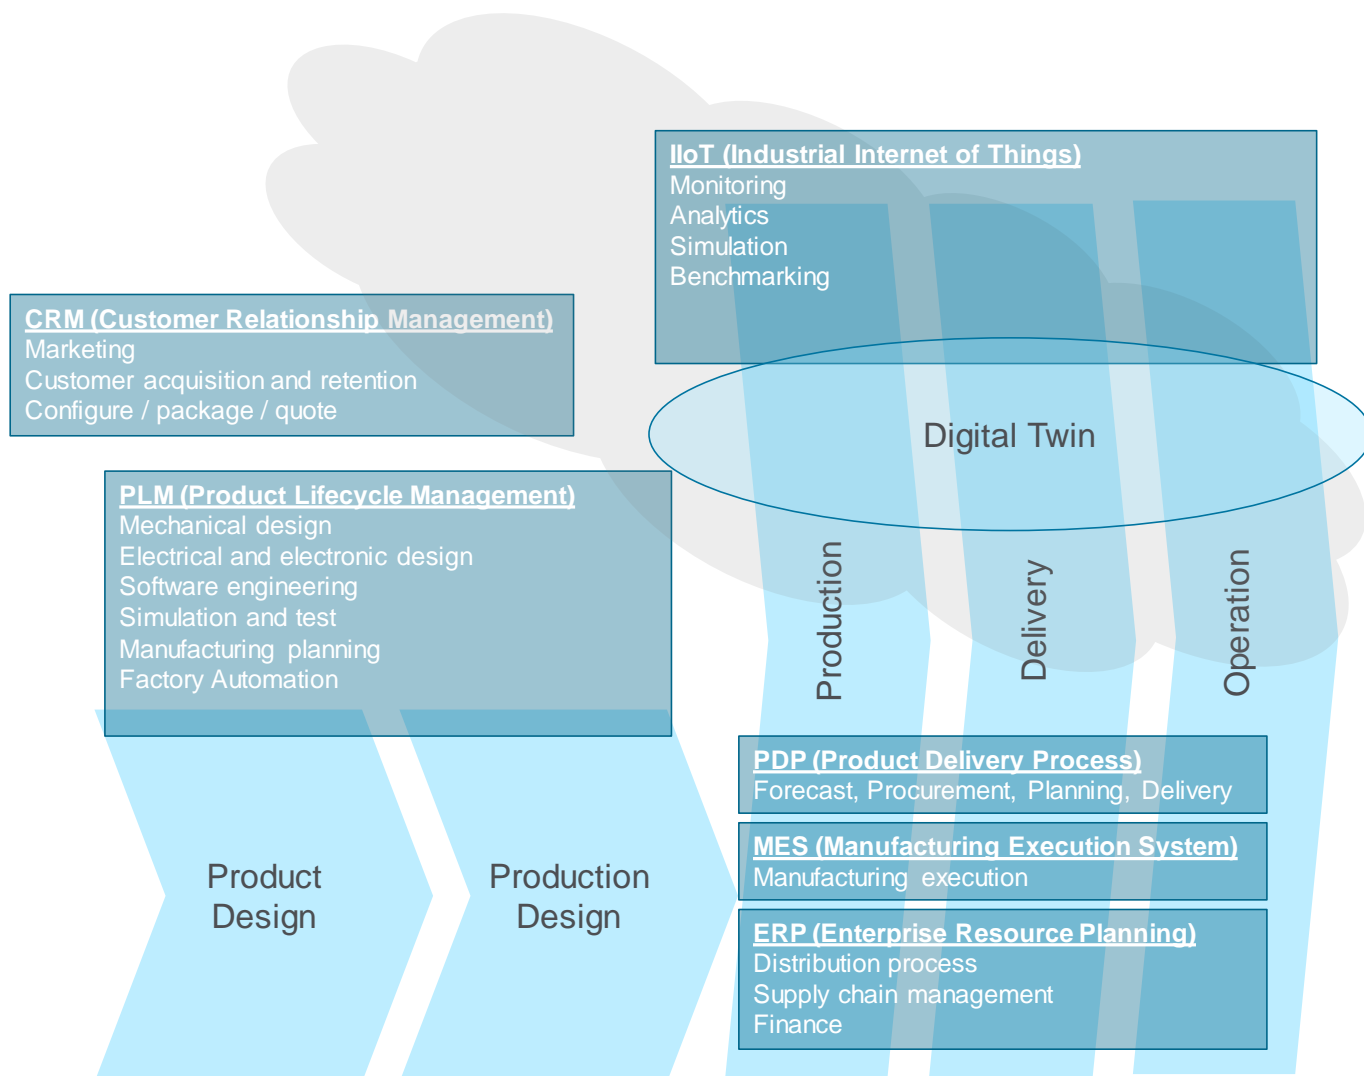 IIoT (Industrial Internet of Things)
Monitoring
Analytics
Simulation
Benchmarking
CRM (Customer Relationship Management)
Marketing
Customer acquisition and retention
Configure / package / quote
Digital Twin
PLM (Product Lifecycle Management)
Mechanical design
Electrical and electronic design
Software engineering
Simulation and test
Manufacturing planning
Factory Automation
Production
Delivery
Operation
Product
Design
Production
Design
PDP (Product Delivery Process)
Forecast, Procurement, Planning, Delivery
MES (Manufacturing Execution System)
Manufacturing execution
ERP (Enterprise Resource Planning)
Distribution process
Supply chain management
Finance